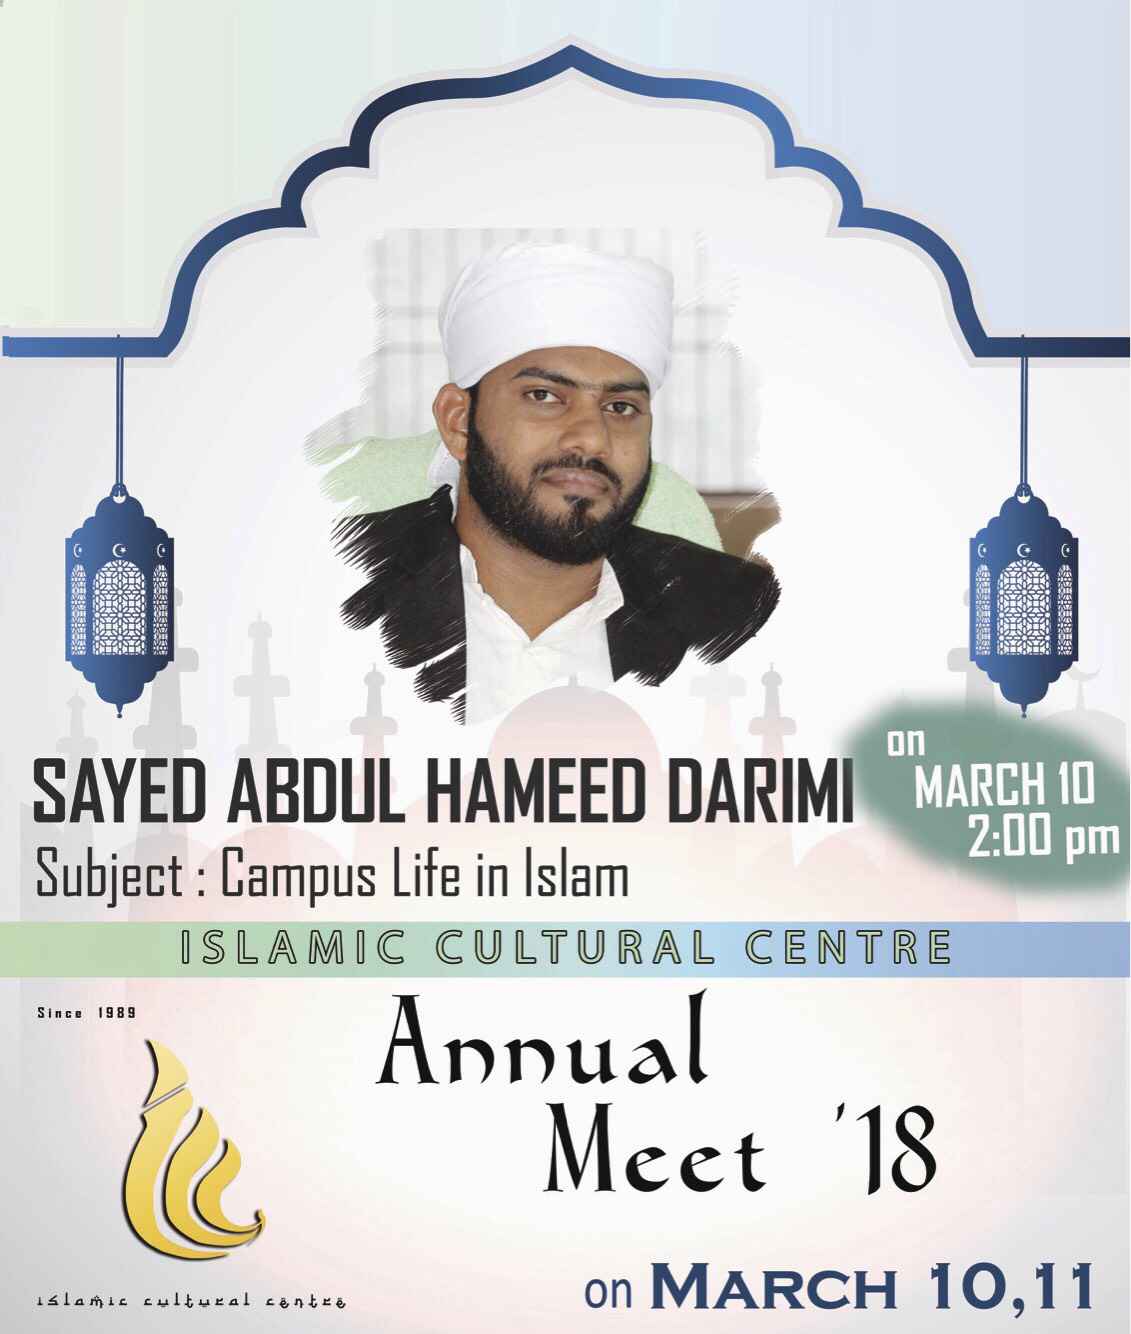 SAYED ABDUL HAMEED DARIMI
on
MARCH 10
2:00 pm
Subject : Campus Life in Islam
ISLAMIC CULTURAL CENTRE
Since 1989
Annual
Meet '18
islamic cultural centre
on MARCH 10,11